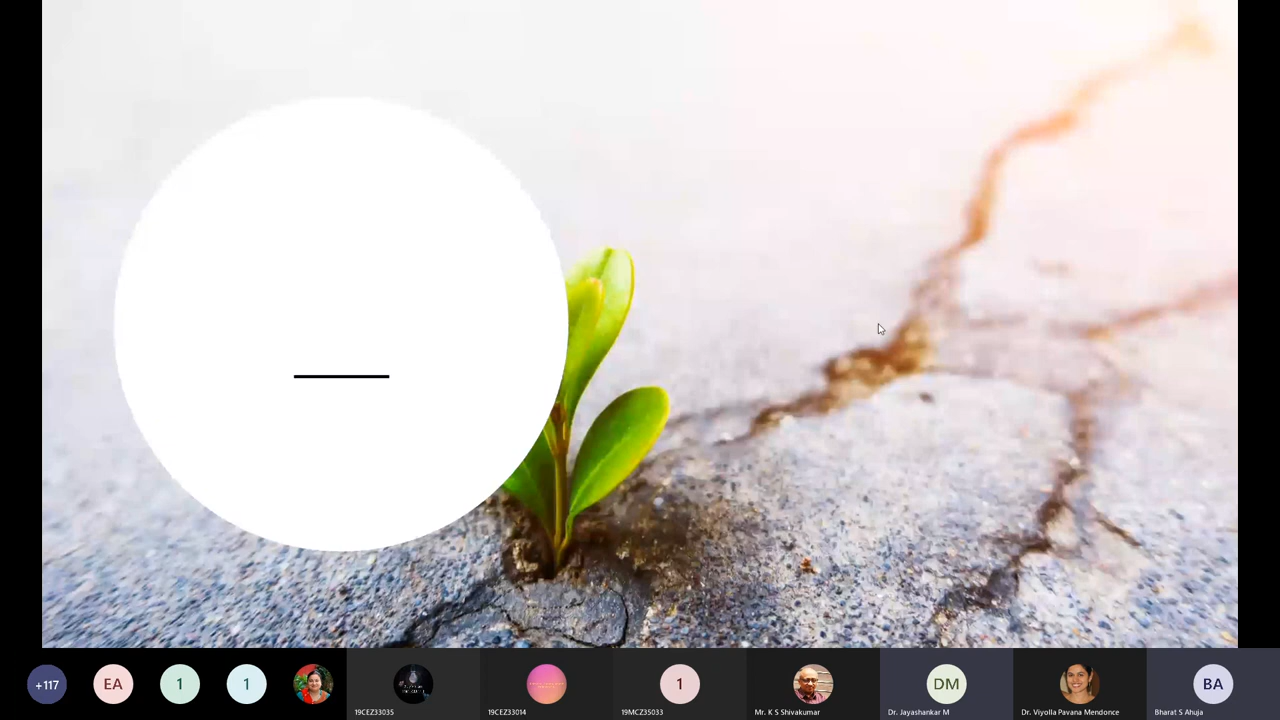 +117
EA
1
1
19CEZ33035
19CEZ33014
1
19MCZ35033
Mr. K S Shivakumar
DM
Dr. Jayashankar M
Dr. Viyolla Pavana Mendonce
BA
Bharat S Ahuja